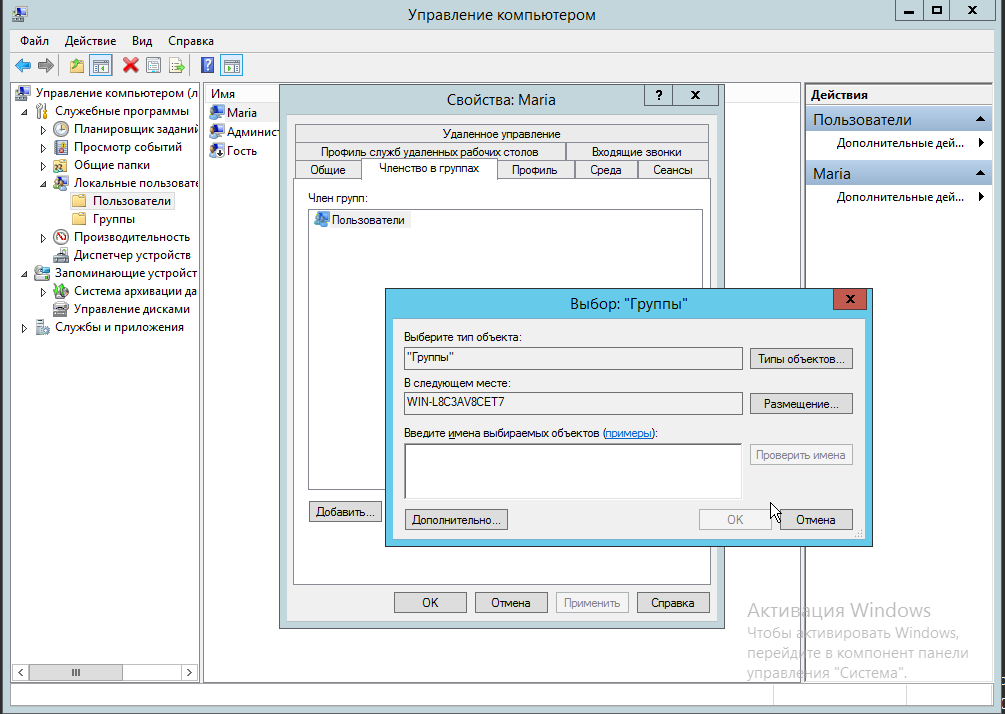 Управление компьютером
Файл Действие Вид Справка
Управление компьютером (л
Служебные программы
Планировщик заданий
Просмотр событий
Общие папки
Локальные пользовате
Пользователи
Группы
Производительность
Диспетчер устройств
Запоминающие устройст
Система архивации да
Управление дисками
Службы и приложения
Имя
Maria
Админист
Гость
Свойства: Maria
? x
Удаленное управление
Профиль служб удаленных рабочих столов Входящие звонки
Общие Членство в группах Профиль Среда Сеансы
Член групп:
Пользователи
Добавить...
OK Отмена Применить Справка
Выбор: "Группы"
x
Выберите тип объекта:
"Группы" Типы объектов...
В следующем месте:
WIN-L8C3AV8CET7 Размещение...
Введите имена выбираемых объектов (примеры):
Проверить имена
Дополнительно... OK Отмена
Действия
Пользователи
Дополнительные дей...
Maria
Дополнительные дей...
Активация Windows
Чтобы активировать Windows,
перейдите в компонент панели
управления "Система".